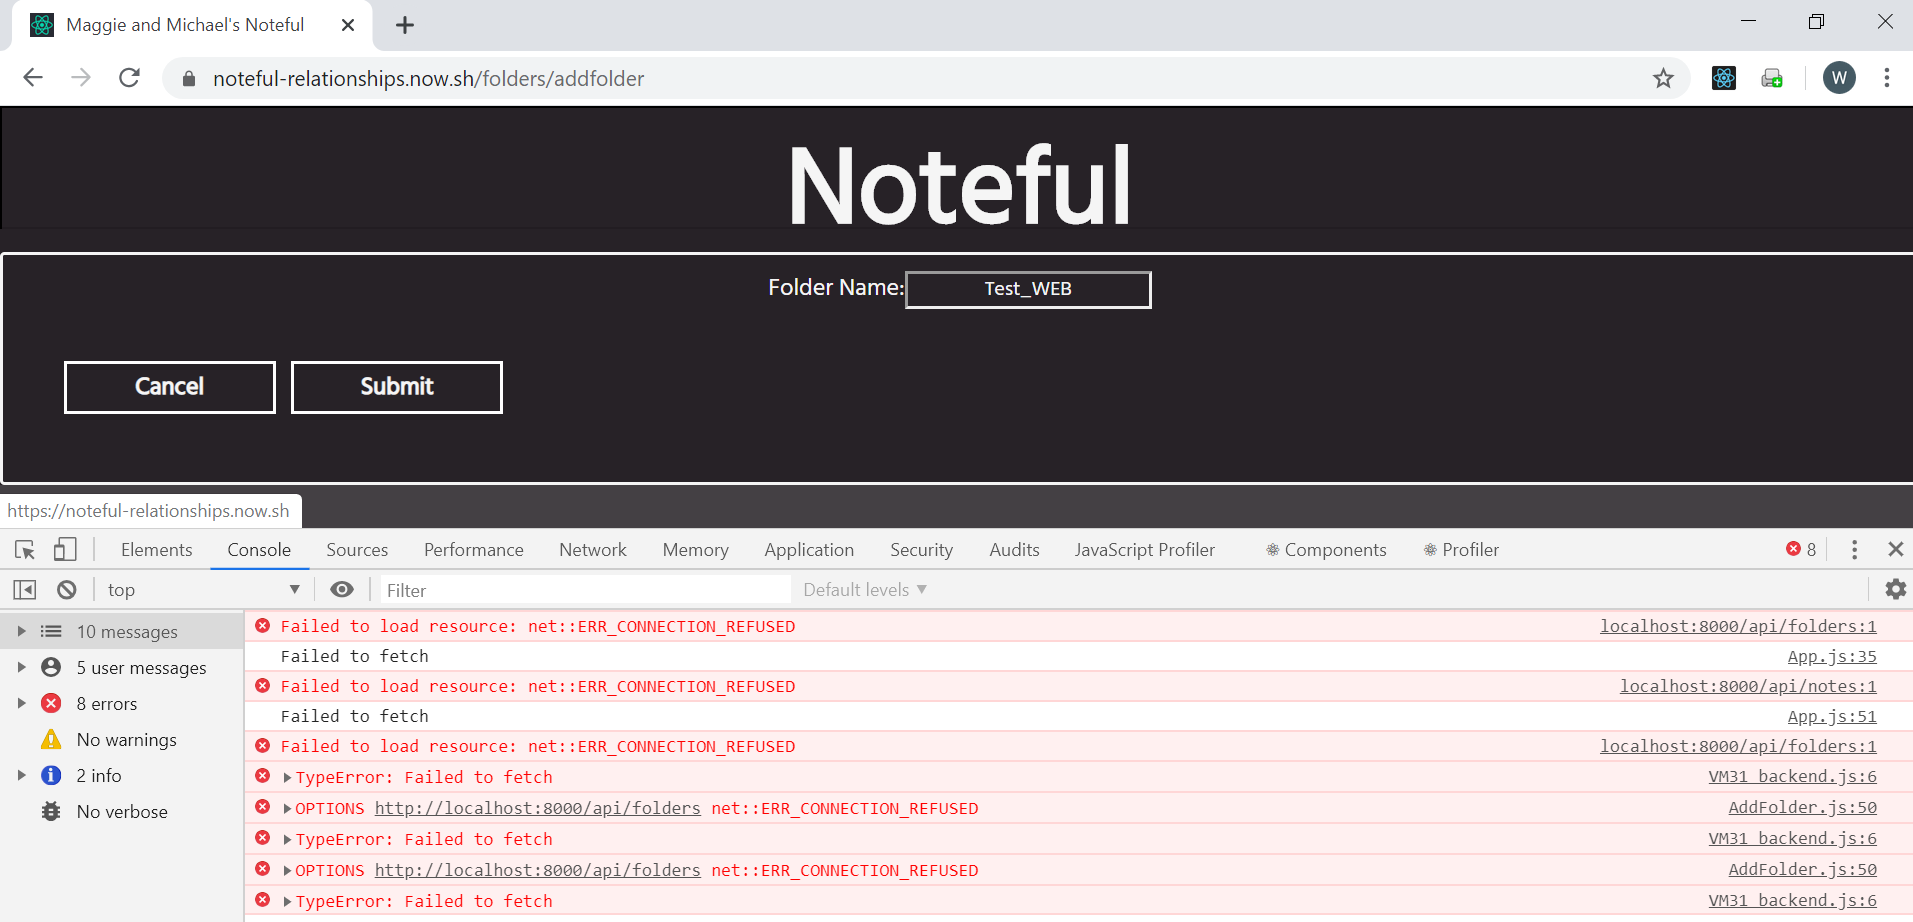 Maggie and Michael's Noteful
noteful-relationships.now.sh/folders/addfolder
W
Noteful
Folder Name: Test_WEB
Cancel Submit
https://noteful-relationships.now.sh
Elements Console Sources Performance Network Memory Application Security Audits JavaScript Profiler Components Profiler 8
top Filter Default levels
10 messages
5 user messages
8 errors
No warnings
2 info
No verbose
Failed to load resource: net::ERR_CONNECTION_REFUSED localhost:8000/api/folders:1
Failed to fetch App.js:35
Failed to load resource: net::ERR_CONNECTION_REFUSED localhost:8000/api/notes:1
Failed to fetch App.js:51
Failed to load resource: net::ERR_CONNECTION_REFUSED localhost:8000/api/folders:1
TypeError: Failed to fetch VM31 backend.js:6
OPTIONS http://localhost:8000/api/folders net::ERR_CONNECTION_REFUSED AddFolder.js:50
TypeError: Failed to fetch VM31 backend.js:6
OPTIONS http://localhost:8000/api/folders net::ERR_CONNECTION_REFUSED AddFolder.js:50
TypeError: Failed to fetch VM31 backend.js:6